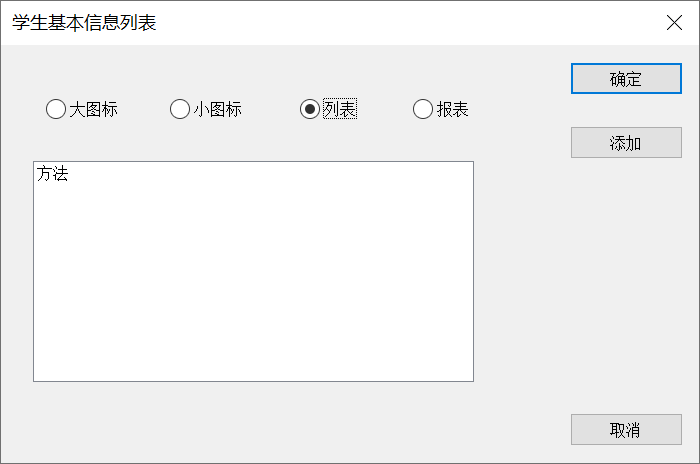 学生基本信息列表
确定
大图标 小图标 列表 报表
添加
方法
取消